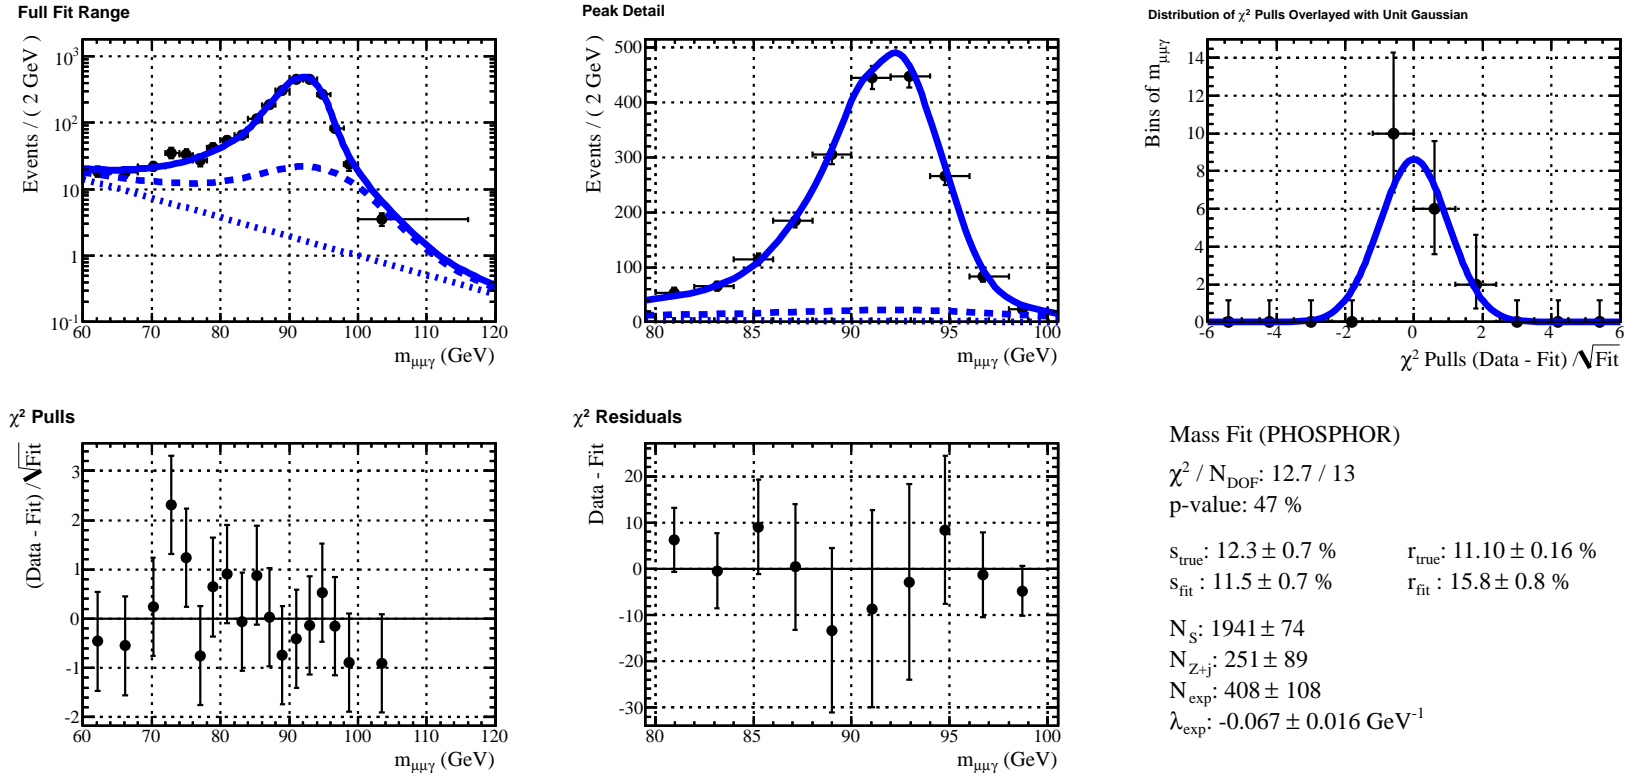 Full Fit Range
Events / ( 2 GeV )
10³
10²
10
1
10⁻¹
60 70 80 90 100 110 120
m_μμγ (GeV)
Peak Detail
Events / ( 2 GeV )
500
400
300
200
100
0
80 85 90 95 100
m_μμγ (GeV)
Distribution of χ² Pulls Overlayed with Unit Gaussian
Bins of m_μμγ
14
12
10
8
6
4
2
0
-6 -4 -2 0 2 4 6
χ² Pulls (Data - Fit) /√Fit
χ² Pulls
(Data - Fit) /√Fit
3
2
1
0
-1
-2
60 70 80 90 100 110 120
m_μμγ (GeV)
χ² Residuals
Data - Fit
20
10
0
-10
-20
-30
80 85 90 95 100
m_μμγ (GeV)
Mass Fit (PHOSPHOR)
χ² / N_DOF: 12.7 / 13
p-value: 47 %
s_true: 12.3 ± 0.7 % r_true: 11.10 ± 0.16 %
s_fit: 11.5 ± 0.7 % r_fit : 15.8 ± 0.8 %
N_S: 1941 ± 74
N_Z+j: 251 ± 89
N_exp: 408 ± 108
λ_exp: -0.067 ± 0.016 GeV⁻¹